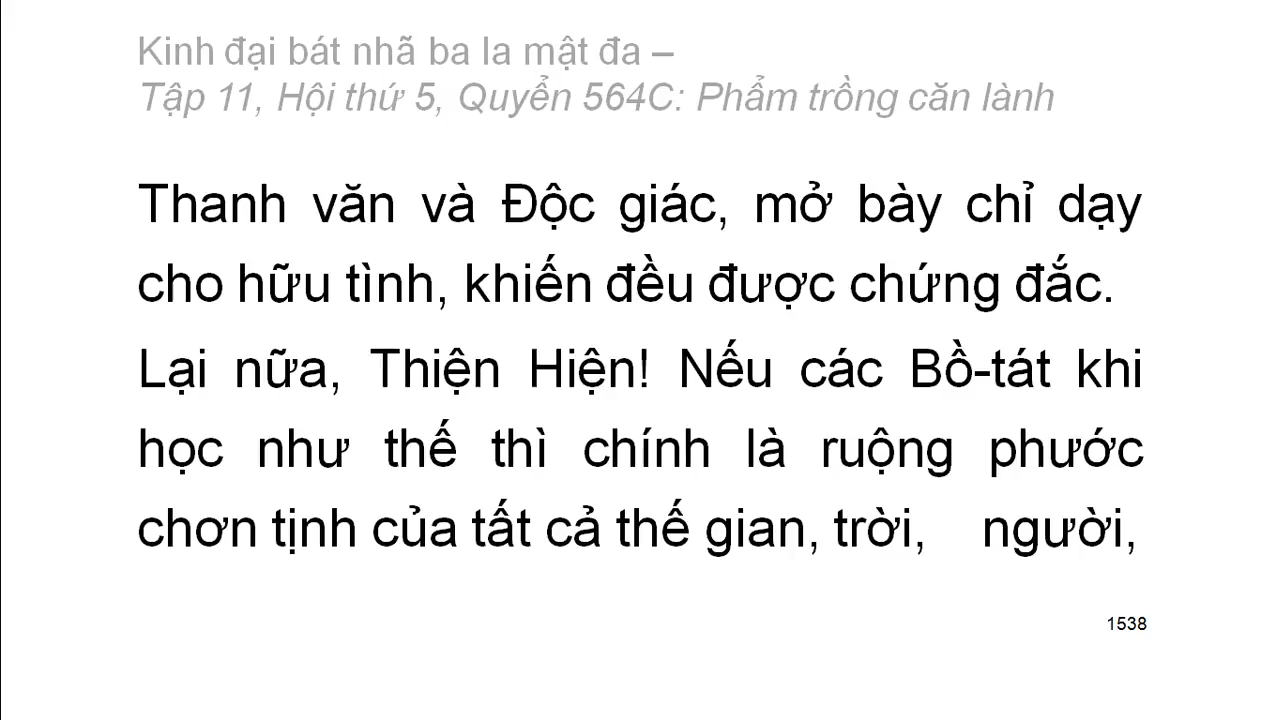 Kinh đại bát nhã ba la mật đa –
Tập 11, Hội thứ 5, Quyển 564C: Phẩm trồng căn lành
Thanh văn và Độc giác, mở bày chỉ dạy
cho hữu tình, khiến đều được chứng đắc.
Lại nữa, Thiện Hiện! Nếu các Bồ-tát khi
học như thế thì chính là ruộng phước
chơn tịnh của tất cả thế gian, trời, người,
1538